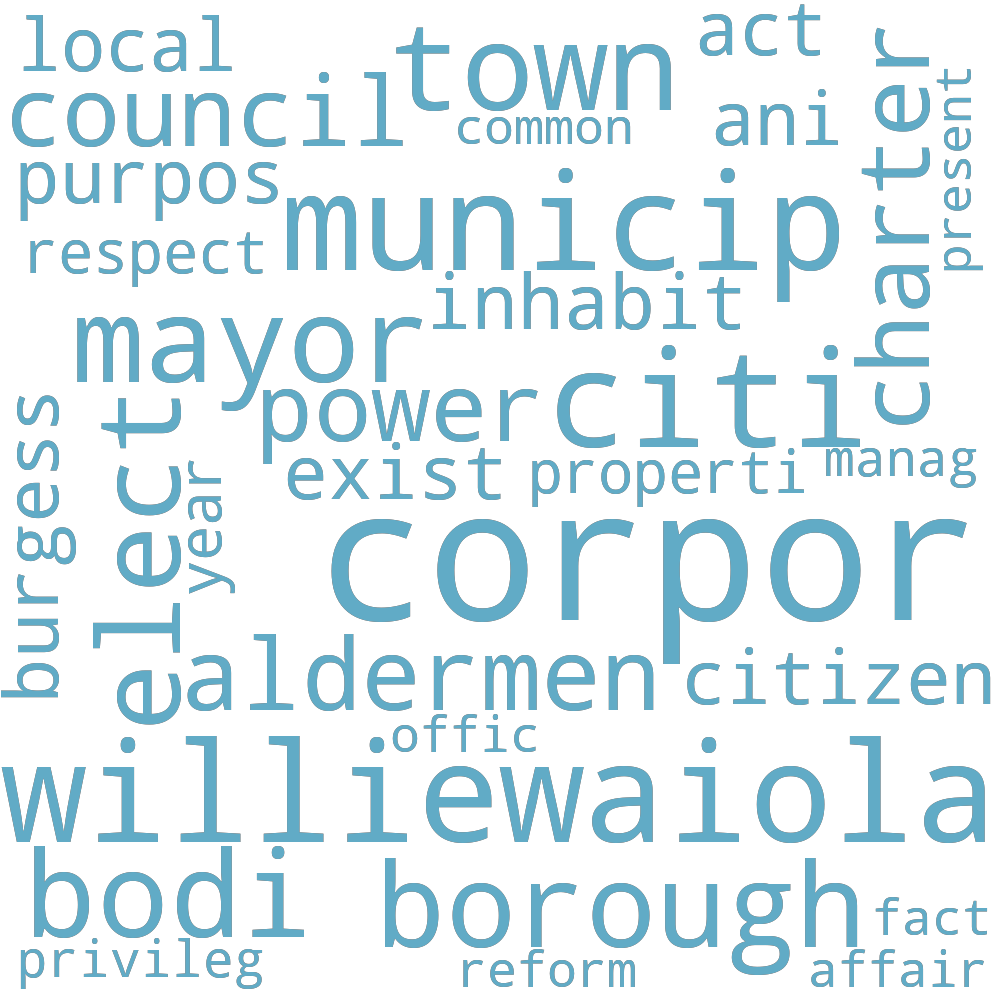 local
town
act
council
common
ani
charter
present
purpos
municip
respect
inhabit
mayor
citi
power
burgess
elect
year
exist
properti
manag
corpor
aldermen
citizen
offic
williewaiola
bodi
borough
fact
privileg
reform
affair